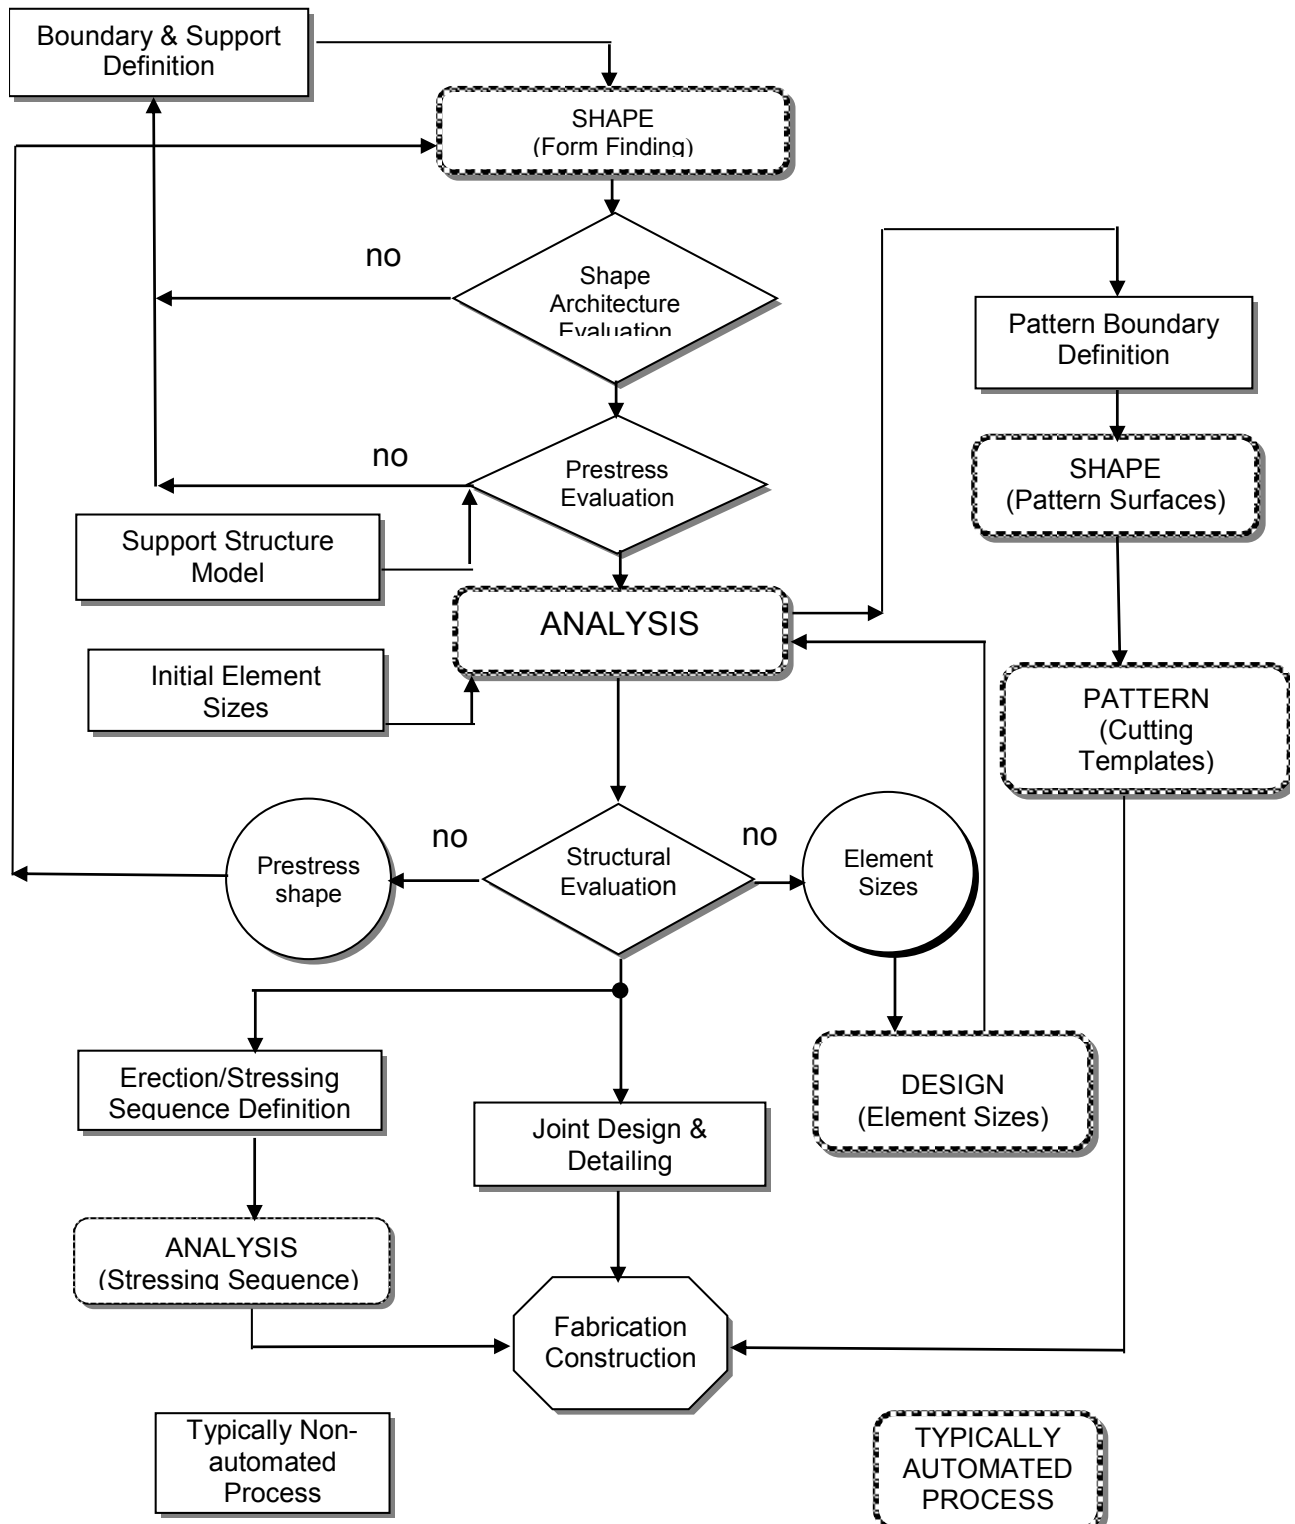 Boundary & Support
Definition
SHAPE
(Form Finding)
no
Shape
Architecture
Evaluation
Pattern Boundary
Definition
no
Prestress
Evaluation
SHAPE
(Pattern Surfaces)
Support Structure
Model
ANALYSIS
Initial Element
Sizes
PATTERN
(Cutting
Templates)
no
no
Prestress
shape
Structural
Evaluation
Element
Sizes
Erection/Stressing
Sequence Definition
Joint Design &
Detailing
DESIGN
(Element Sizes)
ANALYSIS
(Stressing Sequence)
Fabrication
Construction
Typically Non-
automated
Process
TYPICALLY
AUTOMATED
PROCESS